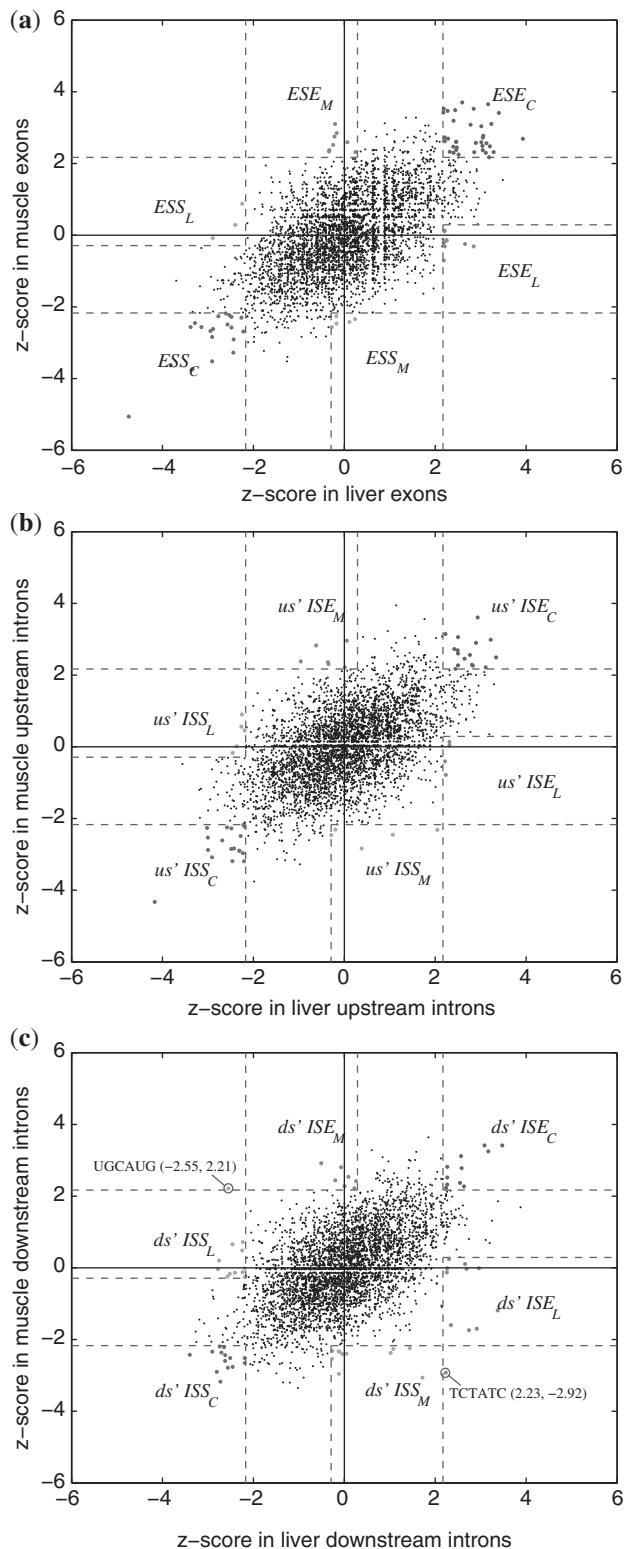 (a)
6
4
2
0
−2
−4
−6
−6
−4
−2
0
2
4
6
z−score in muscle exons
z−score in liver exons
ESE_M
ESE_C
ESS_L
ESE_L
ESS_C
ESS_M
(b)
6
4
2
0
−2
−4
−6
−6
−4
−2
0
2
4
6
z−score in muscle upstream introns
z−score in liver upstream introns
us' ISE_M
us' ISE_C
us' ISS_L
us' ISE_L
us' ISS_C
us' ISS_M
(c)
6
4
2
0
−2
−4
−6
−6
−4
−2
0
2
4
6
z−score in muscle downstream introns
z−score in liver downstream introns
ds' ISE_M
ds' ISE_C
UGCAUG (−2.55, 2.21)
ds' ISS_L
ds' ISE_L
ds' ISS_C
ds' ISS_M
TCTATC (2.23, −2.92)